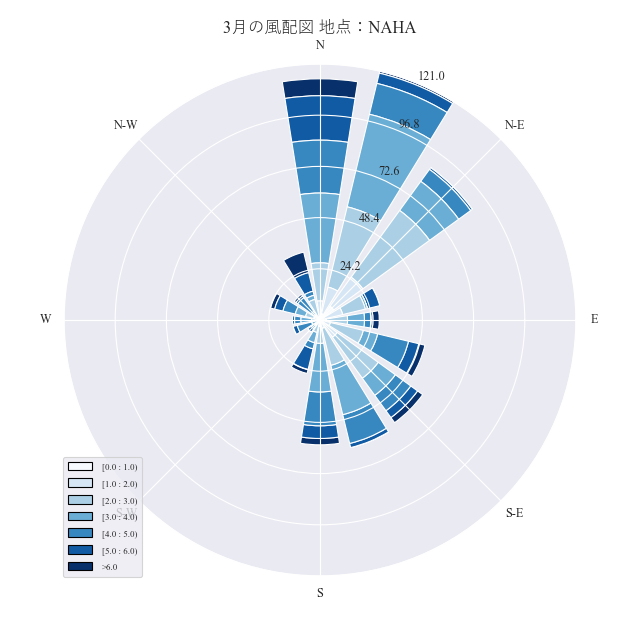 3月の風配図 地点：NAHA
N
121.0
N-W
96.8
N-E
72.6
48.4
24.2
W
E
[0.0 : 1.0)
[1.0 : 2.0)
[2.0 : 3.0)
S-W
[3.0 : 4.0)
S-E
[4.0 : 5.0)
[5.0 : 6.0)
>6.0
S